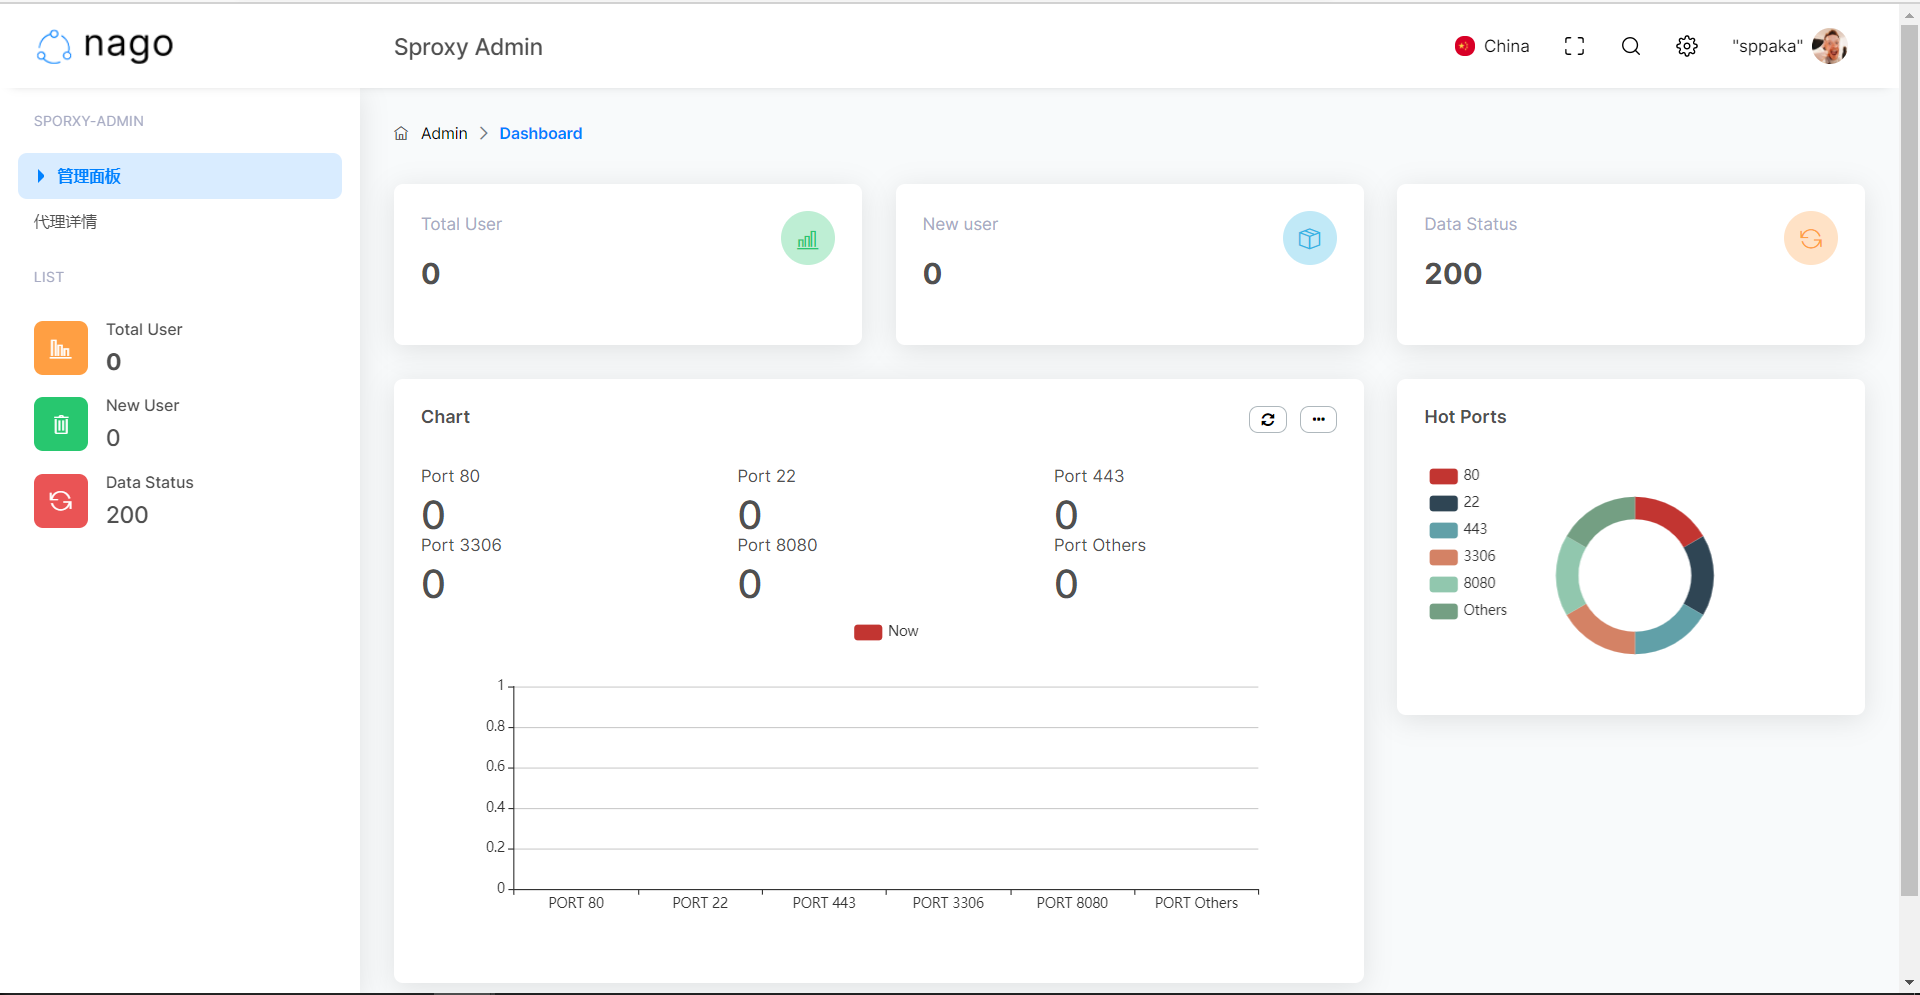 nago
Sproxy Admin
China
"sppaka"
SPORXY-ADMIN
管理面板
代理详情
LIST
Total User
0
New User
0
Data Status
200
Admin
Dashboard
Total User
0
New user
0
Data Status
200
Chart
Port 80
0
Port 22
0
Port 443
0
Port 3306
0
Port 8080
0
Port Others
0
Now
1
0.8
0.6
0.4
0.2
0
PORT 80
PORT 22
PORT 443
PORT 3306
PORT 8080
PORT Others
Hot Ports
80
22
443
3306
8080
Others